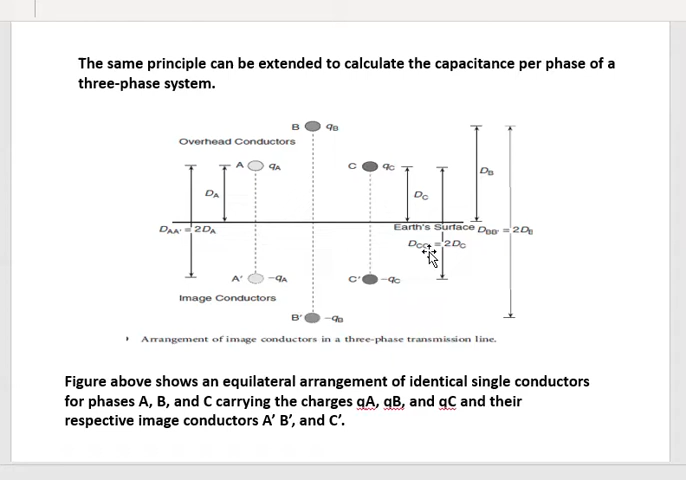 The same principle can be extended to calculate the capacitance per phase of a
three-phase system.
B qB
Overhead Conductors
A qA C qC
DB
DA DC
DAA' = 2DA
Earth's Surface DBB' = 2DB
DCC' = 2DC
A' -qA C' -qC
Image Conductors
B' -qB
Arrangement of image conductors in a three-phase transmission line.
Figure above shows an equilateral arrangement of identical single conductors
for phases A, B, and C carrying the charges qA, qB, and qC and their
respective image conductors A’ B’, and C’.